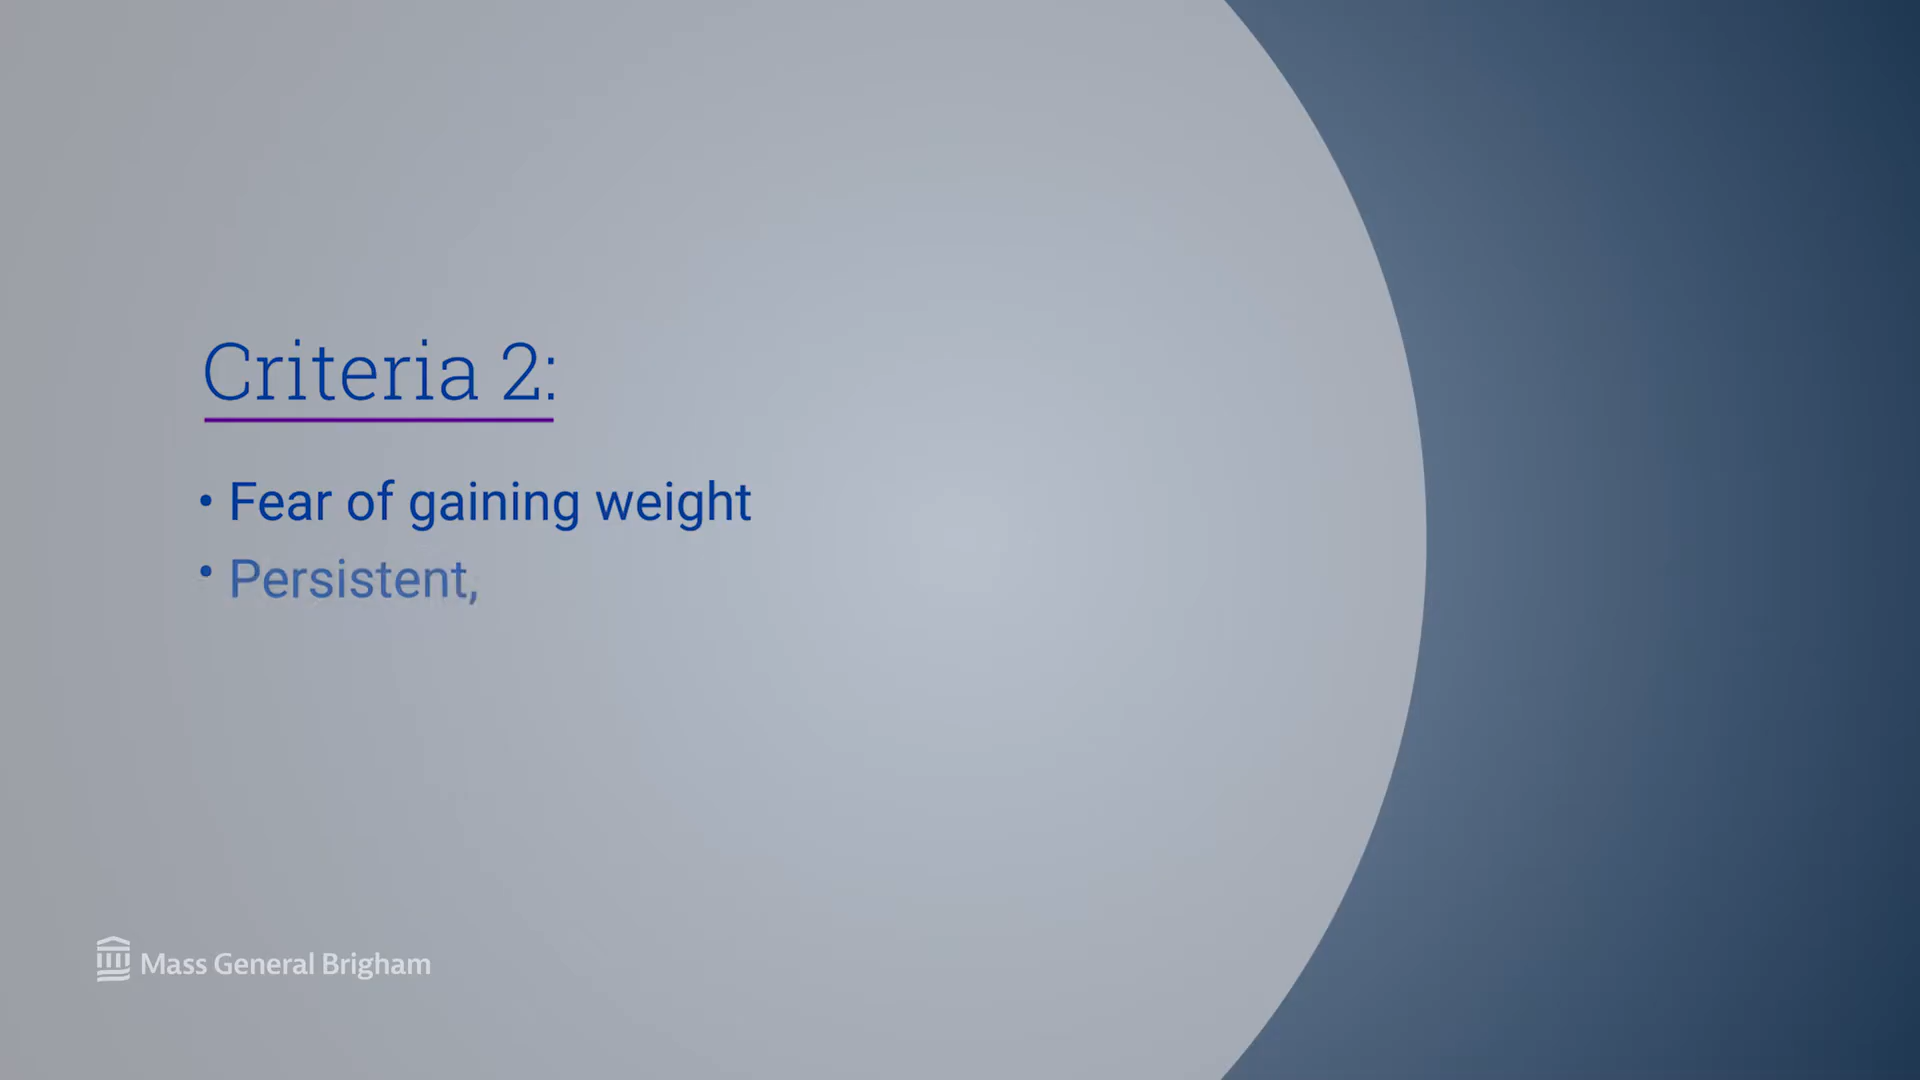 Criteria 2:
• Fear of gaining weight
• Persistent,
Mass General Brigham